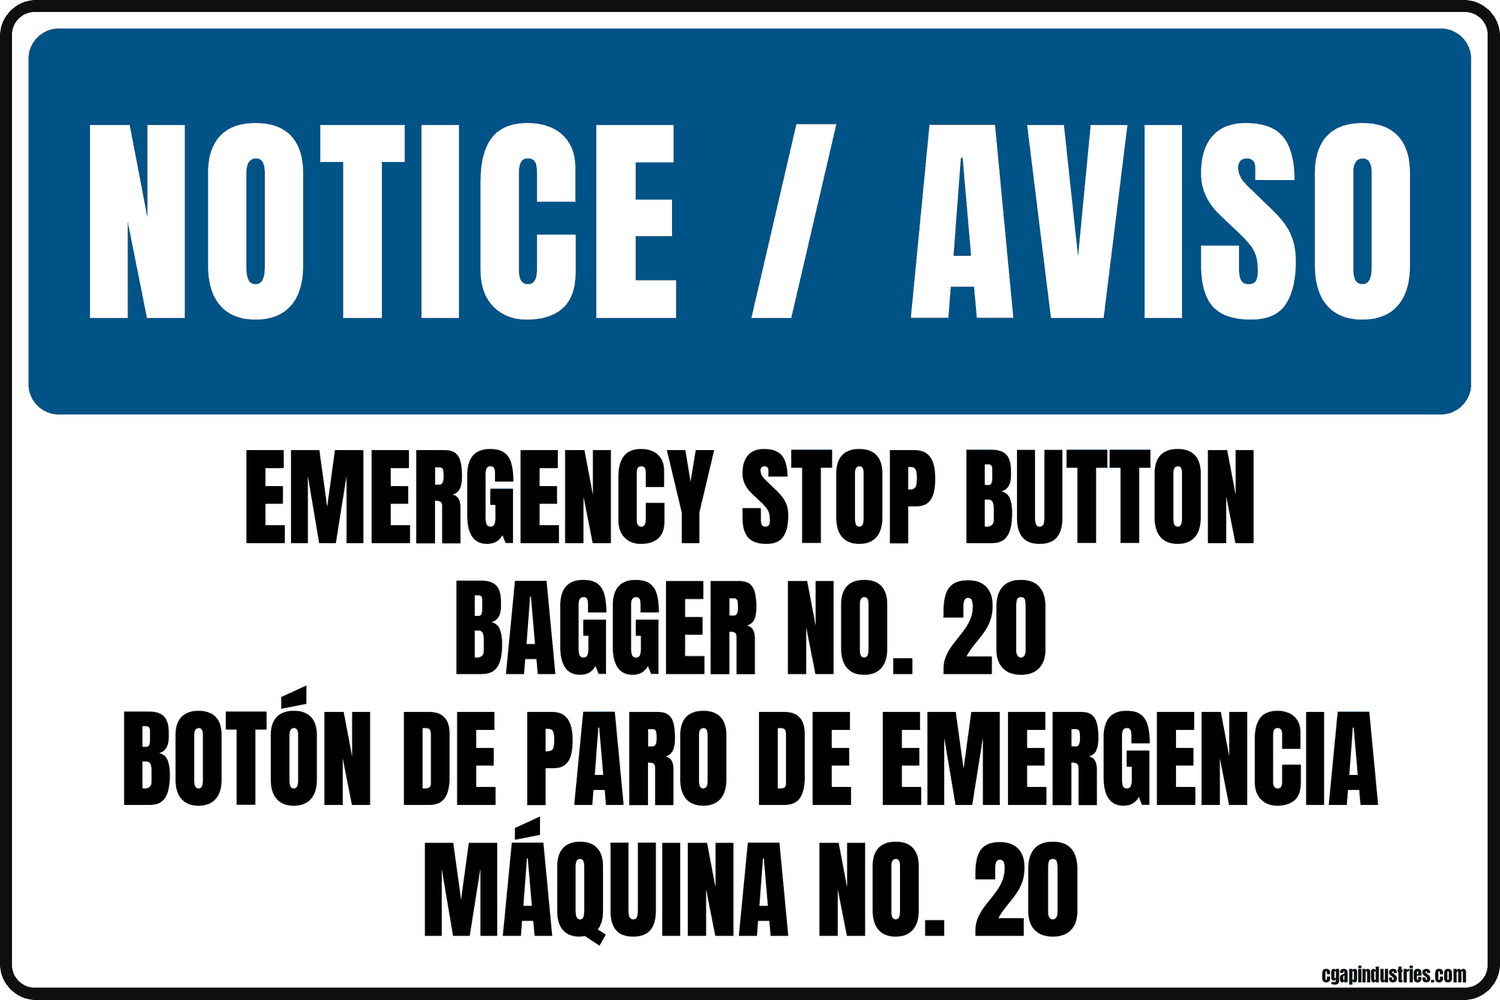 NOTICE / AVISO
EMERGENCY STOP BUTTON
BAGGER NO. 20
BOTÓN DE PARO DE EMERGENCIA
MÁQUINA NO. 20
cgapindustries.com